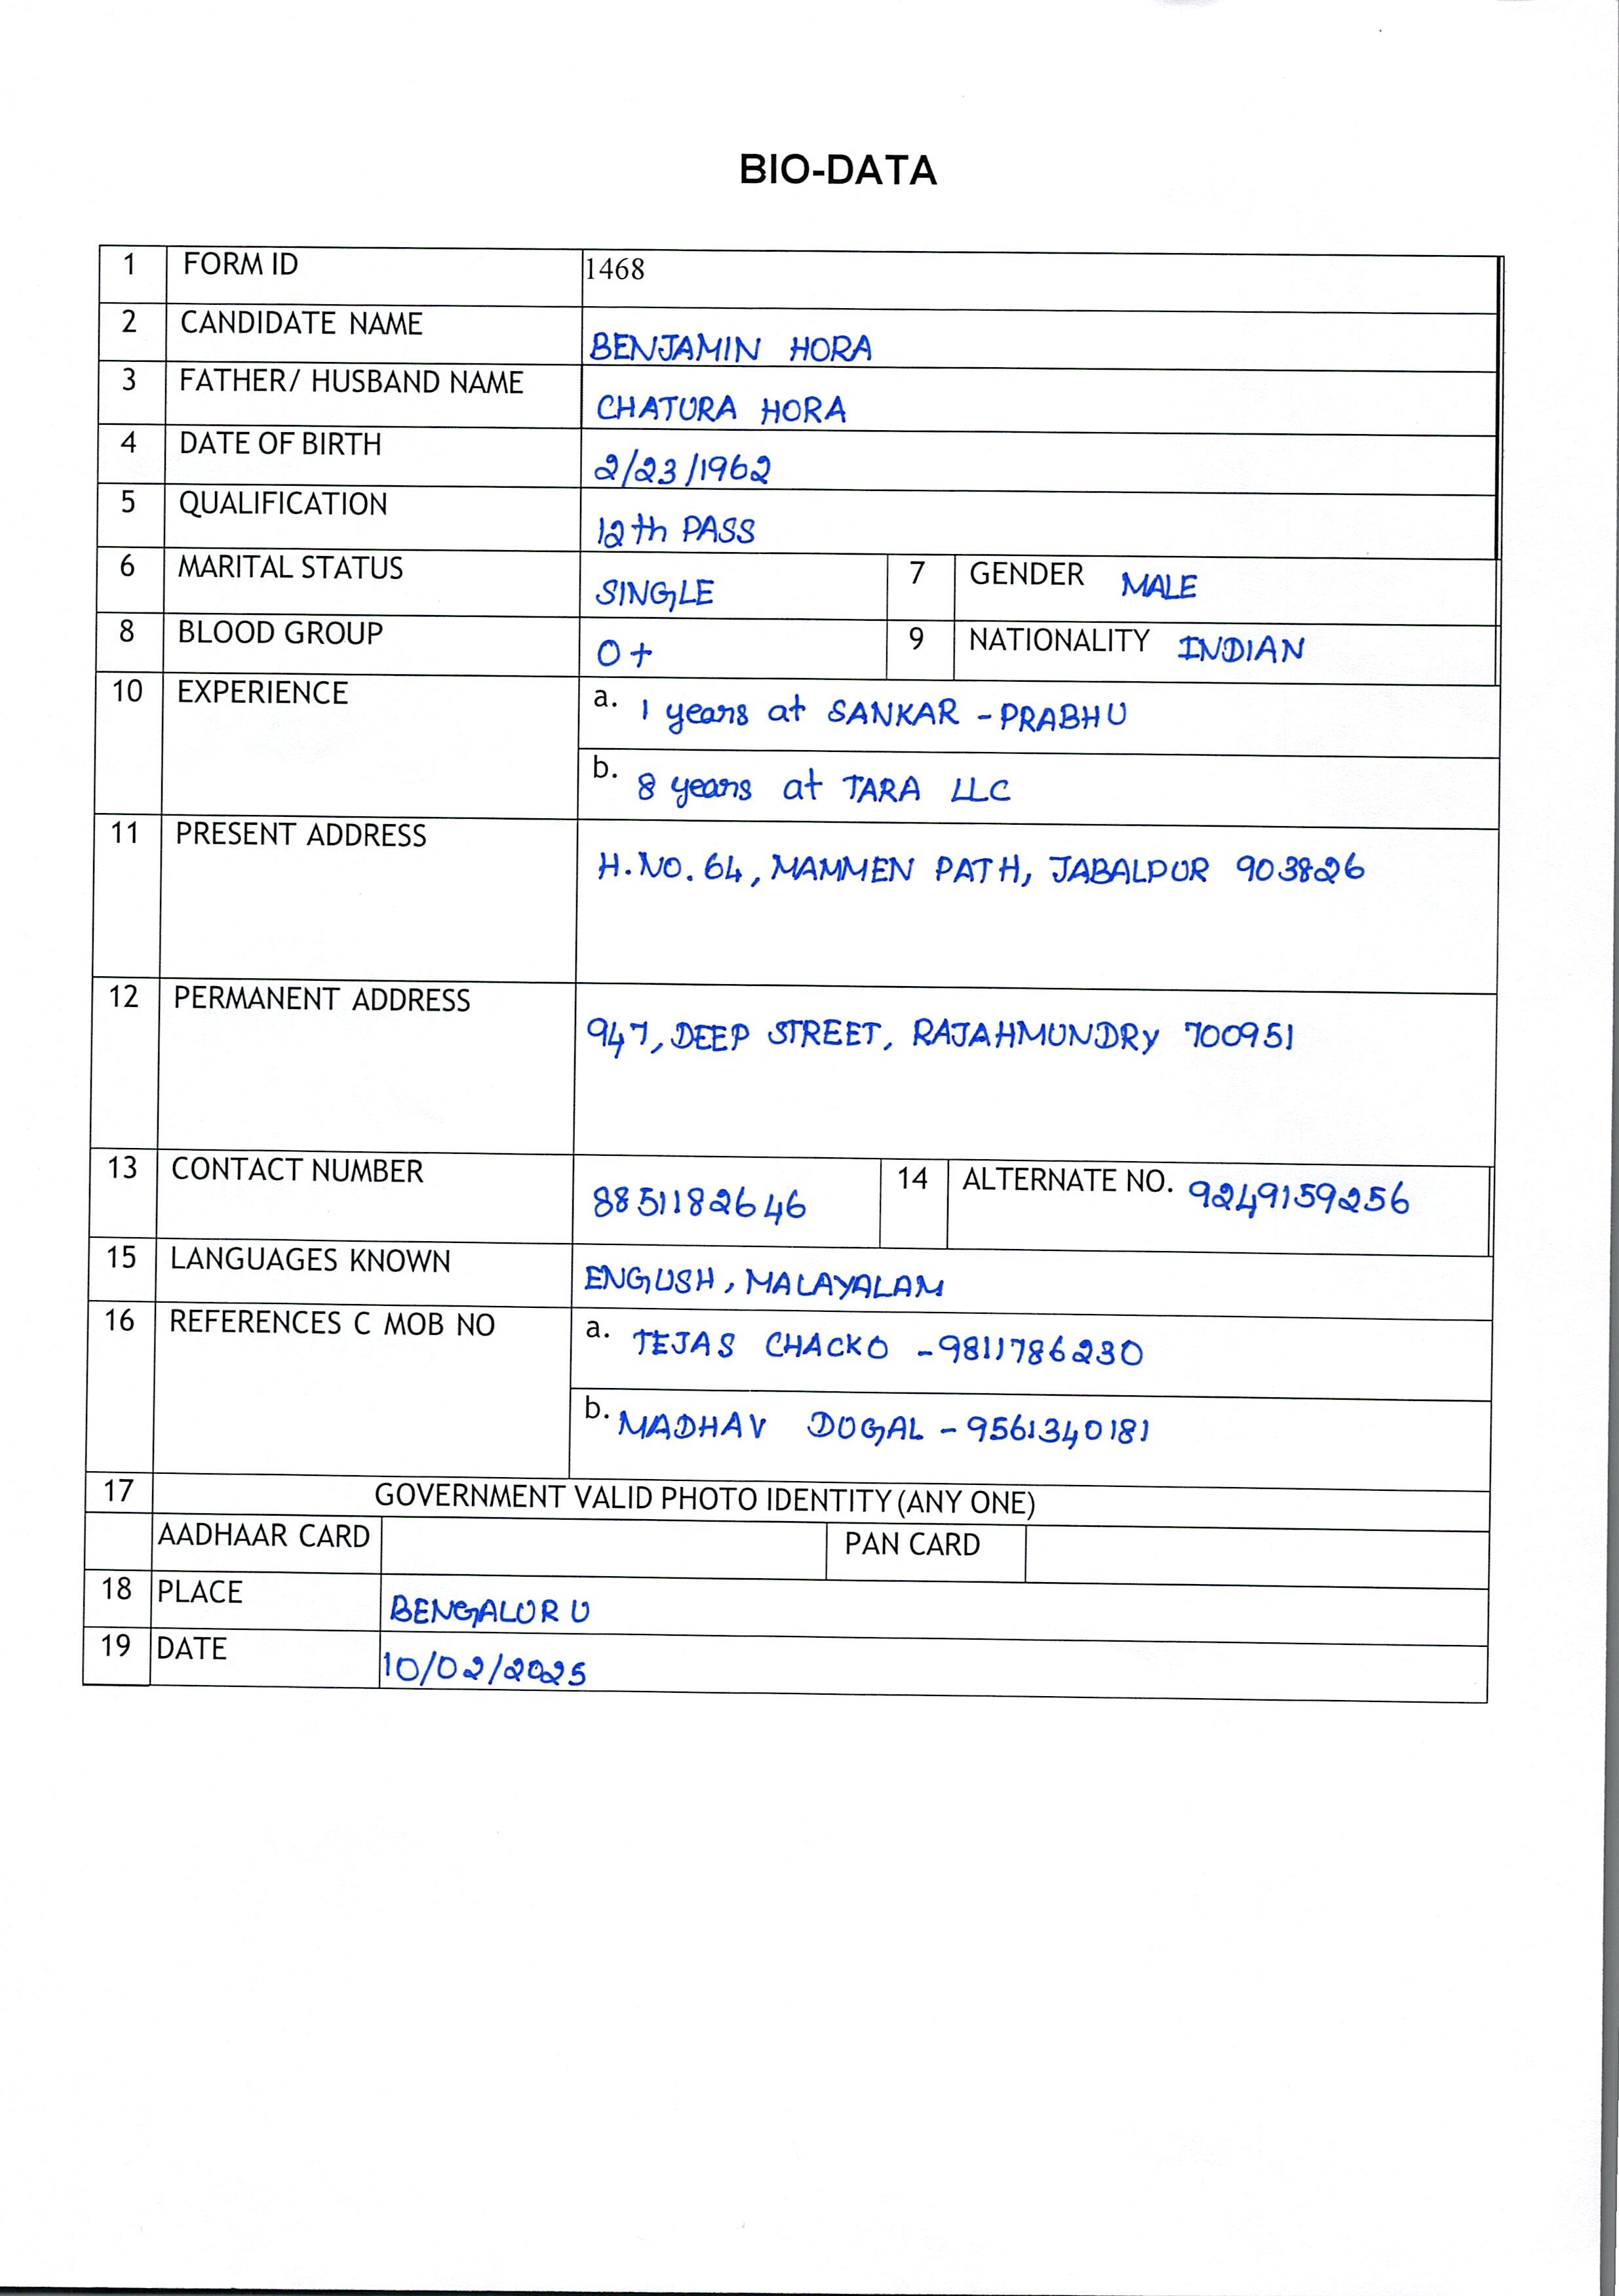 BIO-DATA
1 FORM ID 1468
2 CANDIDATE NAME BENJAMIN HORA
3 FATHER/ HUSBAND NAME CHATURA HORA
4 DATE OF BIRTH 2/23/1962
5 QUALIFICATION 12th PASS
6 MARITAL STATUS SINGLE 7 GENDER MALE
8 BLOOD GROUP O+ 9 NATIONALITY INDIAN
10 EXPERIENCE a. 1 years at SANKAR - PRABHU
b. 8 years at TARA LLC
11 PRESENT ADDRESS H.NO. 64, MAMMEN PATH, JABALPUR 903826
12 PERMANENT ADDRESS 947, DEEP STREET, RAJAHMUNDRY 700951
13 CONTACT NUMBER 8851182646 14 ALTERNATE NO. 9249159256
15 LANGUAGES KNOWN ENGLISH, MALAYALAM
16 REFERENCES C MOB NO a. TEJAS CHACKO - 9811786230
b. MADHAV DUGAL - 9561340181
17 GOVERNMENT VALID PHOTO IDENTITY (ANY ONE)
AADHAAR CARD PAN CARD
18 PLACE BENGALURU
19 DATE 10/02/2025